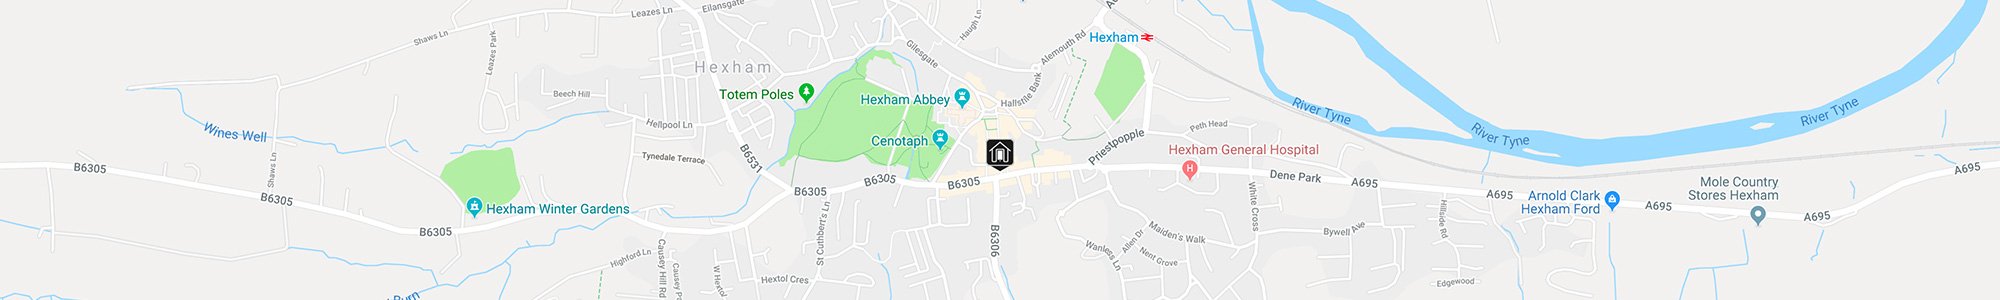 Shaws Ln
Leazes Ln
Eilansgate
Haugh Ln
Leazes Park
Gilesgate
Alemouth Rd
Hexham
Hexham
Totem Poles
Beech Hill
Hexham Abbey
Hallstile Bank
River Tyne
River Tyne
River Tyne
Wines Well
Hellpool Ln
Cenotaph
Priestpopple
Peth Head
Tynedale Terrace
B6531
Hexham General Hospital
B6305
Shaws Ln
B6305
B6305
B6305
B6305
Dene Park
A695
A695
A695
A695
A695
Mole Country
Stores Hexham
Arnold Clark
Hexham Ford
Hexham Winter Gardens
B6305
St Cuthbert's Ln
B6306
White Cross
Maiden's Walk
Allen Dr
Wanless Ln
Nent Grove
Bywell Ave
Hillside Rd
Highford Ln
Causey Hill Rd
W Hextol
Hextol Cres
Edgewood
H